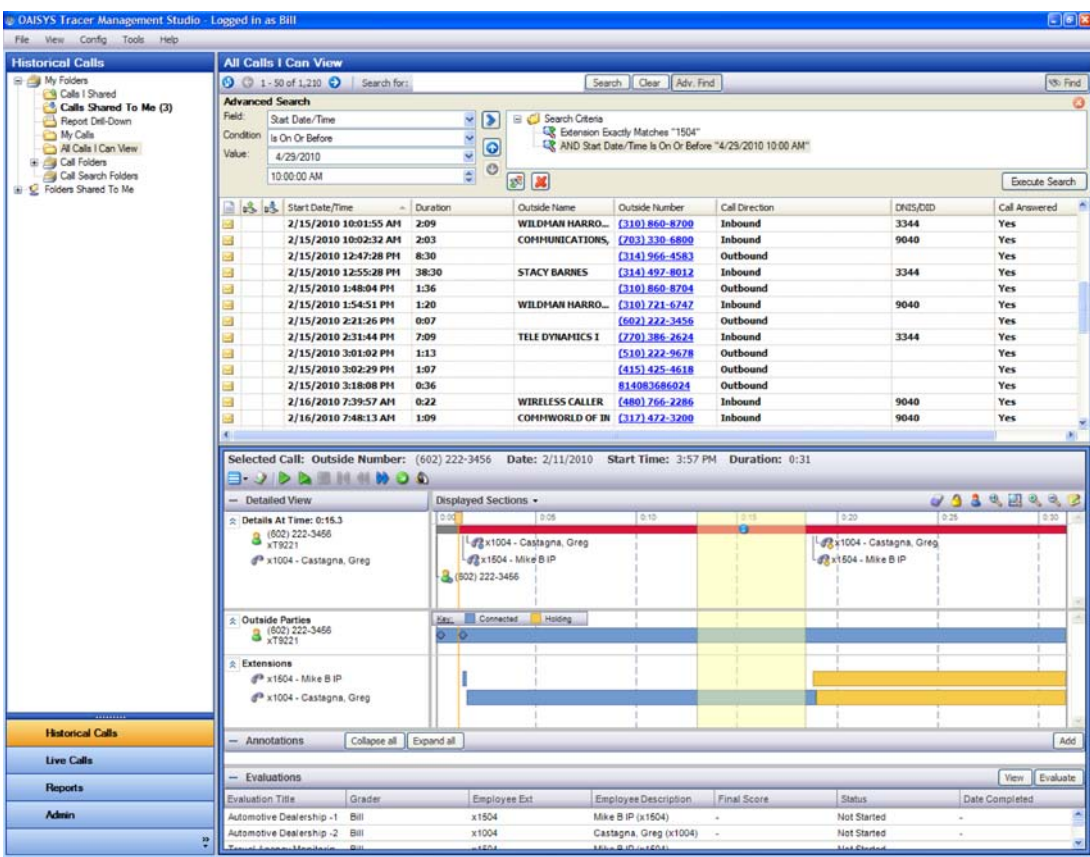 OAISYS Tracer Management Studio - Logged in as Bill
File View Config Tools Help
Historical Calls
My Folders
Calls I Shared
Calls Shared To Me (3)
Report Drill-Down
My Calls
All Calls I Can View
Call Folders
Call Search Folders
Folders Shared To Me
Historical Calls
Live Calls
Reports
Admin
All Calls I Can View
1 - 50 of 1,210 Search for: Search Clear Adv. Find Find
Advanced Search
Field: Start Date/Time
Condition Is On Or Before
Value: 4/29/2010
10:00:00 AM
Search Criteria
Extension Exactly Matches "1504"
AND Start Date/Time Is On Or Before "4/29/2010 10:00 AM"
Execute Search
Start Date/Time Duration Outside Name Outside Number Call Direction DNIS/DID Call Answered
2/15/2010 10:01:55 AM 2:09 WILDMAN HARRO... (310) 860-8700 Inbound 3344 Yes
2/15/2010 10:02:32 AM 2:03 COMMUNICATIONS, (703) 330-6800 Inbound 9040 Yes
2/15/2010 12:47:28 PM 8:30 (314) 966-4583 Outbound Yes
2/15/2010 12:55:28 PM 38:30 STACY BARNES (314) 497-8012 Inbound 3344 Yes
2/15/2010 1:48:04 PM 1:36 (310) 860-8704 Outbound Yes
2/15/2010 1:54:51 PM 1:20 WILDMAN HARRO... (310) 721-6747 Inbound 9040 Yes
2/15/2010 2:21:26 PM 0:07 (602) 222-3456 Outbound Yes
2/15/2010 2:31:44 PM 7:09 TELE DYNAMICS I (770) 386-2624 Inbound 3344 Yes
2/15/2010 3:01:02 PM 1:13 (510) 222-9678 Outbound Yes
2/15/2010 3:02:29 PM 1:07 (415) 425-4618 Outbound Yes
2/15/2010 3:18:08 PM 0:36 814083686024 Outbound Yes
2/16/2010 7:39:57 AM 0:22 WIRELESS CALLER (480) 766-2286 Inbound 9040 Yes
2/16/2010 7:48:13 AM 1:09 COMMWORLD OF IN (317) 472-3200 Inbound 9040 Yes
Selected Call: Outside Number: (602) 222-3456 Date: 2/11/2010 Start Time: 3:57 PM Duration: 0:31
Detailed View Displayed Sections
Details At Time: 0:15.3
(602) 222-3456
xT9221
x1004 - Castagna, Greg
0:00 0:05 0:10 0:15 0:20 0:25 0:30
x1004 - Castagna, Greg x1004 - Castagna, Greg
x1504 - Mike B IP x1504 - Mike B IP
(602) 222-3456
Outside Parties
(602) 222-3456
xT9221
Key: Connected Holding
Extensions
x1504 - Mike B IP
x1004 - Castagna, Greg
Annotations Collapse all Expand all Add
Evaluations View Evaluate
Evaluation Title Grader Employee Ext Employee Description Final Score Status Date Completed
Automotive Dealership -1 Bill x1504 Mike B IP (x1504) - Not Started -
Automotive Dealership -2 Bill x1004 Castagna, Greg (x1004) - Not Started -